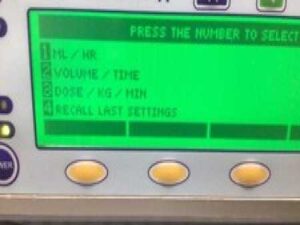 PRESS THE NUMBER TO SELECT
1 ML / HR
2 VOLUME / TIME
3 DOSE / KG / MIN
4 RECALL LAST SETTINGS